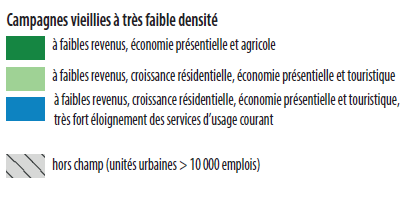 Campagnes vieillies à très faible densité
à faibles revenus, économie présentielle et agricole
à faibles revenus, croissance résidentielle, économie présentielle et touristique
à faibles revenus, croissance résidentielle, économie présentielle et touristique,
très fort éloignement des services d'usage courant
hors champ (unités urbaines > 10 000 emplois)